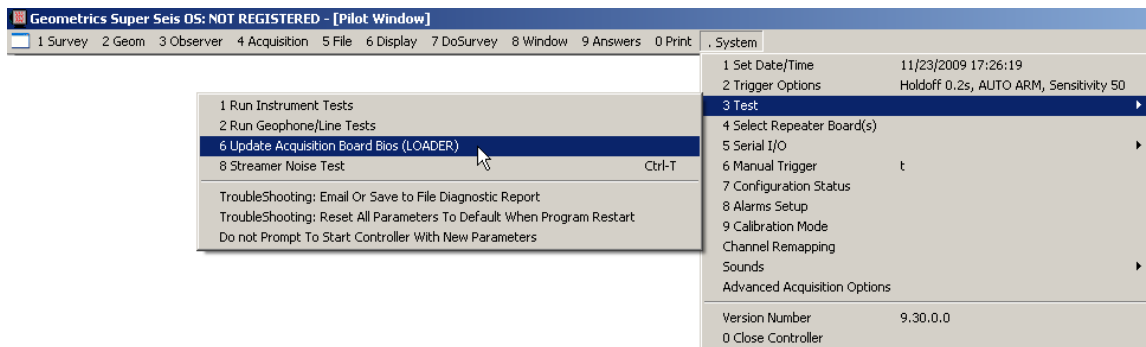 Geometrics Super Seis OS: NOT REGISTERED - [Pilot Window]
1 Survey 2 Geom 3 Observer 4 Acquisition 5 File 6 Display 7 DoSurvey 8 Window 9 Answers 0 Print . System
1 Set Date/Time 11/23/2009 17:26:19
2 Trigger Options Holdoff 0.2s, AUTO ARM, Sensitivity 50
3 Test
4 Select Repeater Board(s)
5 Serial I/O
6 Manual Trigger t
7 Configuration Status
8 Alarms Setup
9 Calibration Mode
Channel Remapping
Sounds
Advanced Acquisition Options
Version Number 9.30.0.0
0 Close Controller
1 Run Instrument Tests
2 Run Geophone/Line Tests
6 Update Acquisition Board Bios (LOADER)
8 Streamer Noise Test Ctrl-T
TroubleShooting: Email Or Save to File Diagnostic Report
TroubleShooting: Reset All Parameters To Default When Program Restart
Do not Prompt To Start Controller With New Parameters